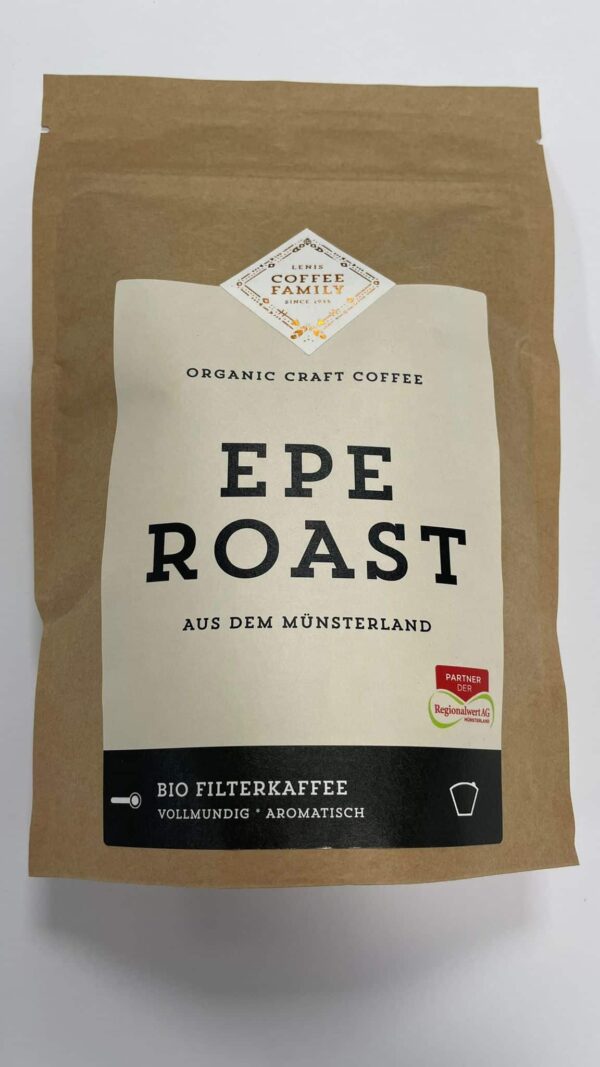 LENIS
COFFEE
FAMILY
ORGANIC CRAFT COFFEE
EPE
ROAST
AUS DEM MÜNSTERLAND
PARTNER
DER
Regionalwert AG
MÜNSTERLAND
BIO FILTERKAFFEE
VOLLMUNDIG * AROMATISCH